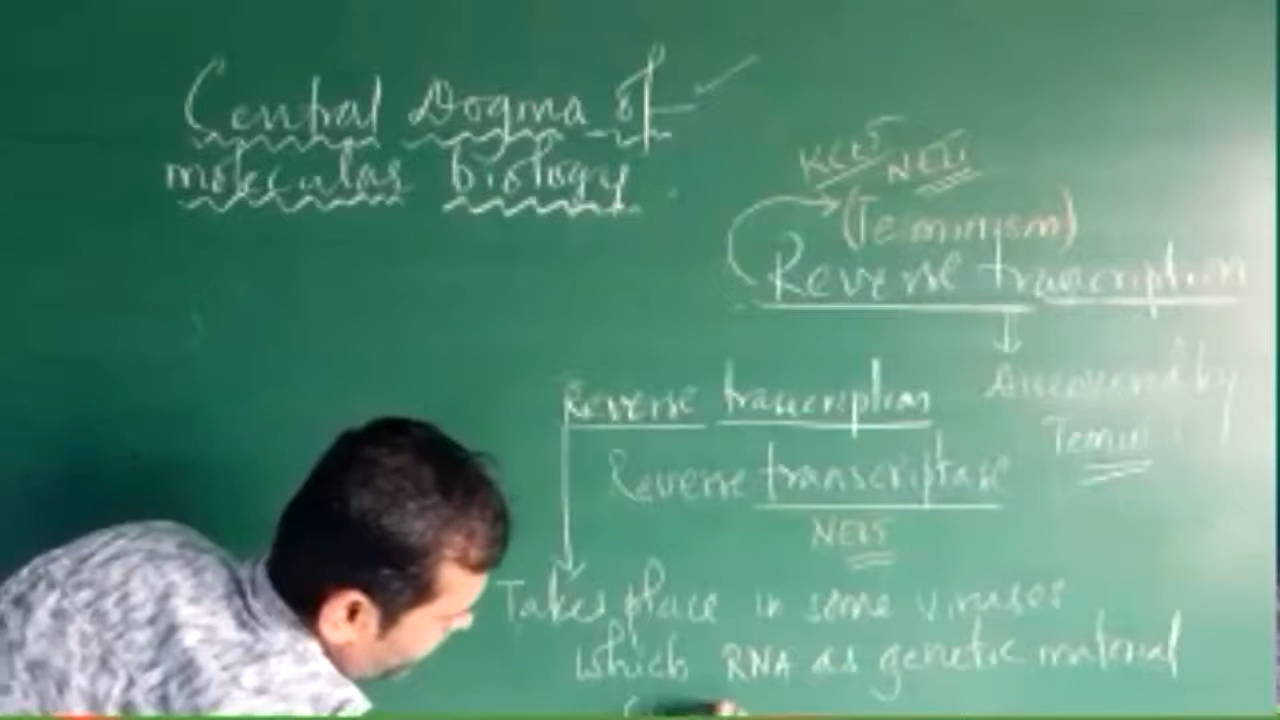 Central Dogma of
molecular biology.
KCET NEET
(Teminism)
Reverse transcription
Discovered by
Temin
Reverse transcription
Reverse transcriptase
NEET
Takes place in some viruses
which RNA as genetic material